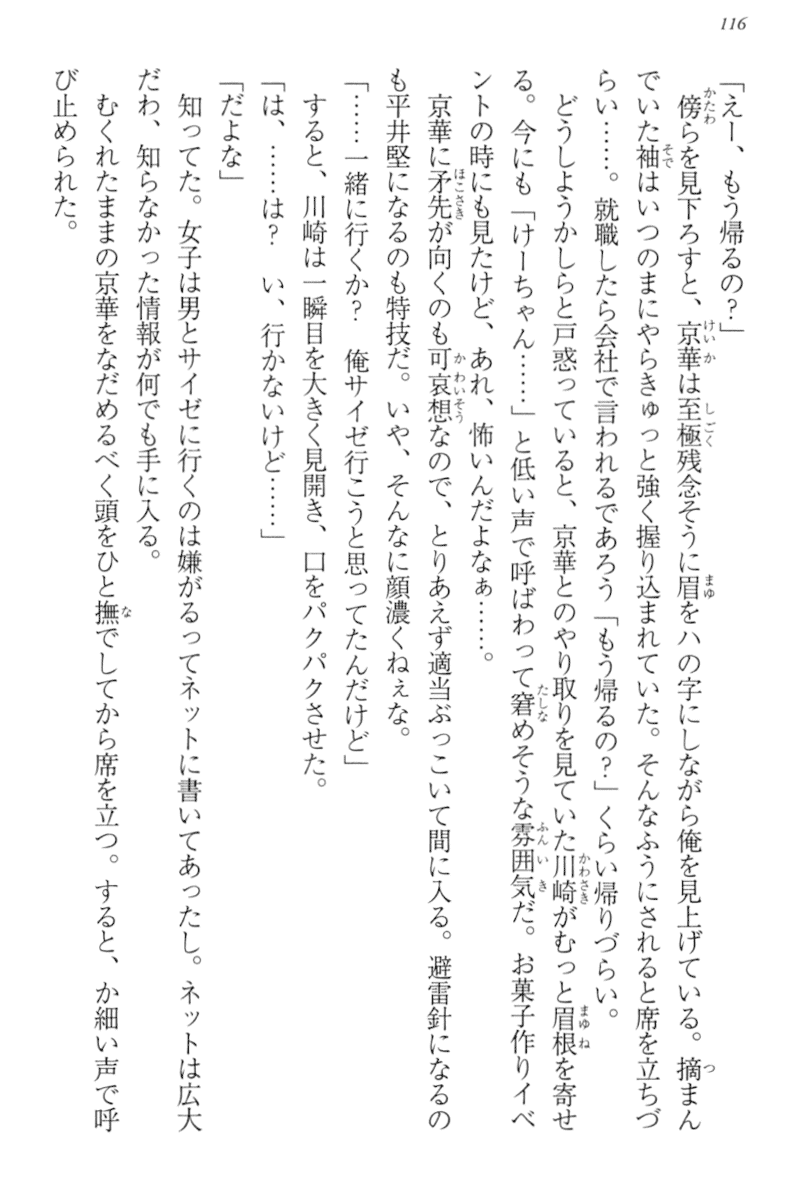 116
「えー、もう帰るの？」
　傍らを見下ろすと、京華は至極残念そうに眉をハの字にしながら俺を見上げている。摘まん
でいた袖はいつのまにやらきゅっと強く握り込まれていた。そんなふうにされると席を立ちづ
らい……。就職したら会社で言われるであろう「もう帰るの？」くらい帰りづらい。
　どうしようかしらと戸惑っていると、京華とのやり取りを見ていた川崎がむっと眉根を寄せ
る。今にも「けーちゃん……」と低い声で呼ばわって窘めそうな雰囲気だ。お菓子作りイベ
ントの時にも見たけど、あれ、怖いんだよなぁ……。
　京華に矛先が向くのも可哀想なので、とりあえず適当ぶっこいて間に入る。避雷針になるの
も平井堅になるのも特技だ。いや、そんなに顔濃くねぇな。
「……一緒に行くか？　俺サイゼ行こうと思ってたんだけど」
　すると、川崎は一瞬目を大きく見開き、口をパクパクさせた。
「は、……は？　い、行かないけど……」
「だよな」
　知ってた。女子は男とサイゼに行くのは嫌がるってネットに書いてあったし。ネットは広大
だわ、知らなかった情報が何でも手に入る。
　むくれたままの京華をなだめるべく頭をひと撫でしてから席を立つ。すると、か細い声で呼
び止められた。